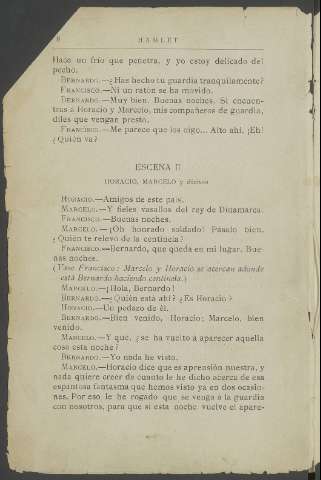 8 HAMLET
Hace un frío que penetra, y yo estoy delicado del
pecho.
BERNARDO.—¿Has hecho tu guardia tranquilamente?
FRANCISCO.—Ni un ratón se ha movido.
BERNARDO.—Muy bien. Buenas noches. Si encuen-
tras á Horacio y Marcelo, mis compañeros de guardia,
diles que vengan presto.
FRANCISCO.—Me parece que los oigo... Alto ahí, ¡Eh!
¿Quién va?
ESCENA II
HORACIO, MARCELO y dichos
HORACIO.—Amigos de este país.
MARCELO.—Y fieles vasallos del rey de Dinamarca.
FRANCISCO.—Buenas noches.
MARCELO.—¡Oh honrado soldado! Pásalo bien.
¿Quién te relevó de la centinela?
FRANCISCO.—Bernardo, que queda en mi lugar. Bue-
nas noches.
(Vase Francisco: Marcelo y Horacio se acercan adonde
está Bernardo haciendo centinela.)
MARCELO.—¡Hola, Bernardo!
BERNARDO.—¿Quién está ahí? ¿Es Horacio?
HORACIO.—Un pedazo de él.
BERNARDO.—Bien venido, Horacio; Marcelo, bien
venido.
MARCELO.—Y qué, ¿se ha vuelto á aparecer aquella
cosa esta noche?
BERNARDO.—Yo nada he visto.
MARCELO.—Horacio dice que es aprensión nuestra, y
nada quiere creer de cuanto le he dicho acerca de esa
espantosa fantasma que hemos visto ya en dos ocasio-
nes. Por eso le he rogado que se venga á la guardia
con nosotros, para que si esta noche vuelve el apare-